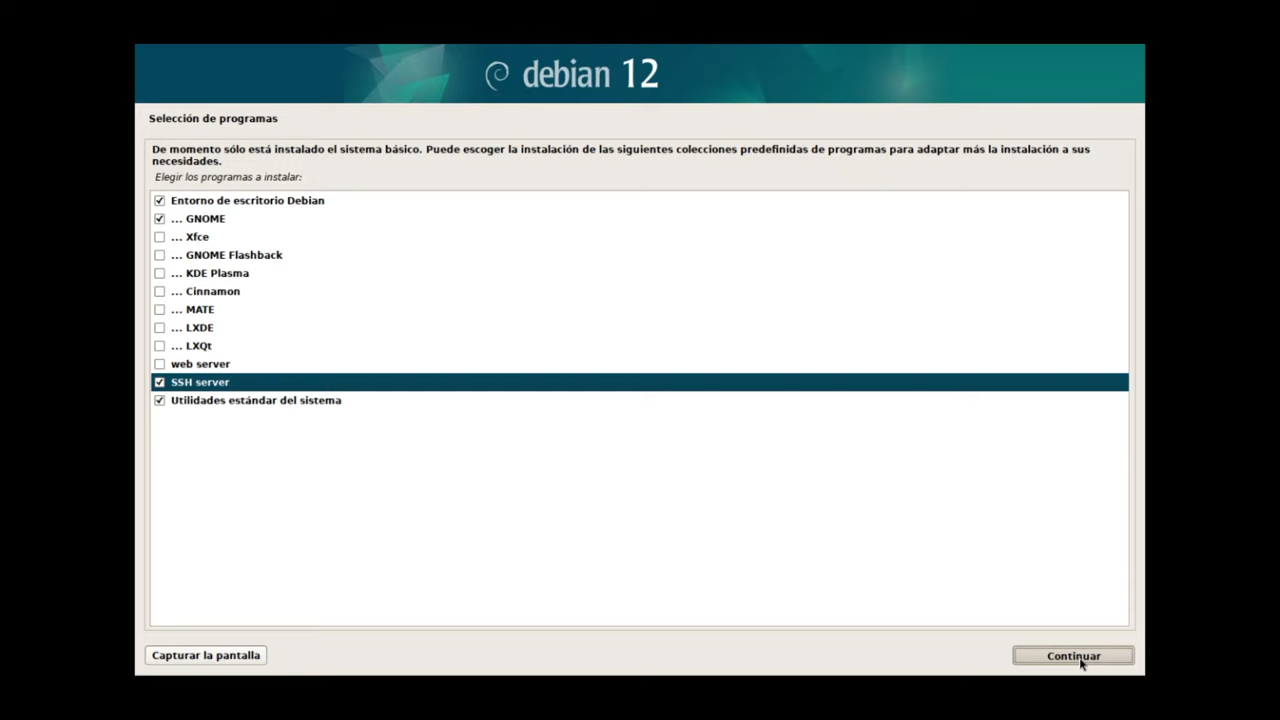 debian 12
Selección de programas
De momento sólo está instalado el sistema básico. Puede escoger la instalación de las siguientes colecciones predefinidas de programas para adaptar más la instalación a sus
necesidades.
Elegir los programas a instalar:
Entorno de escritorio Debian
... GNOME
... Xfce
... GNOME Flashback
... KDE Plasma
... Cinnamon
... MATE
... LXDE
... LXQt
web server
SSH server
Utilidades estándar del sistema
Capturar la pantalla
Continuar